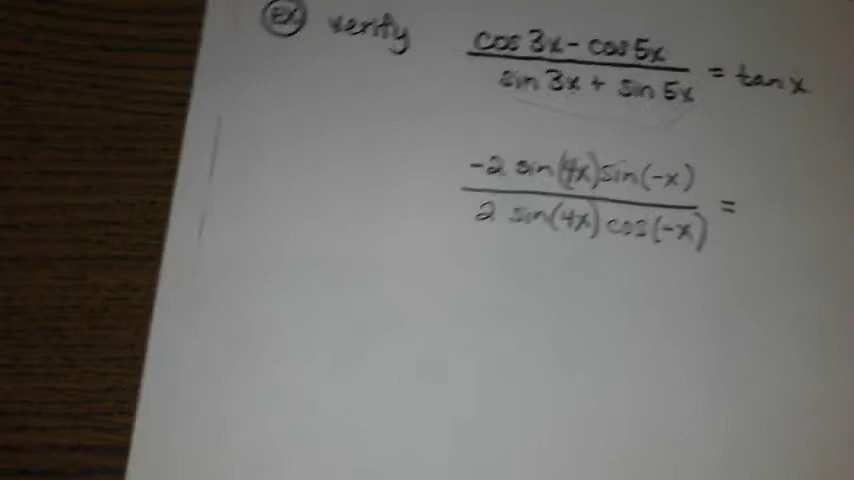 Ex verify
cos 3x - cos 5x
sin 3x + sin 5x
= tan x
-2 sin(4x) sin(-x)
2 sin(4x) cos(-x)
=